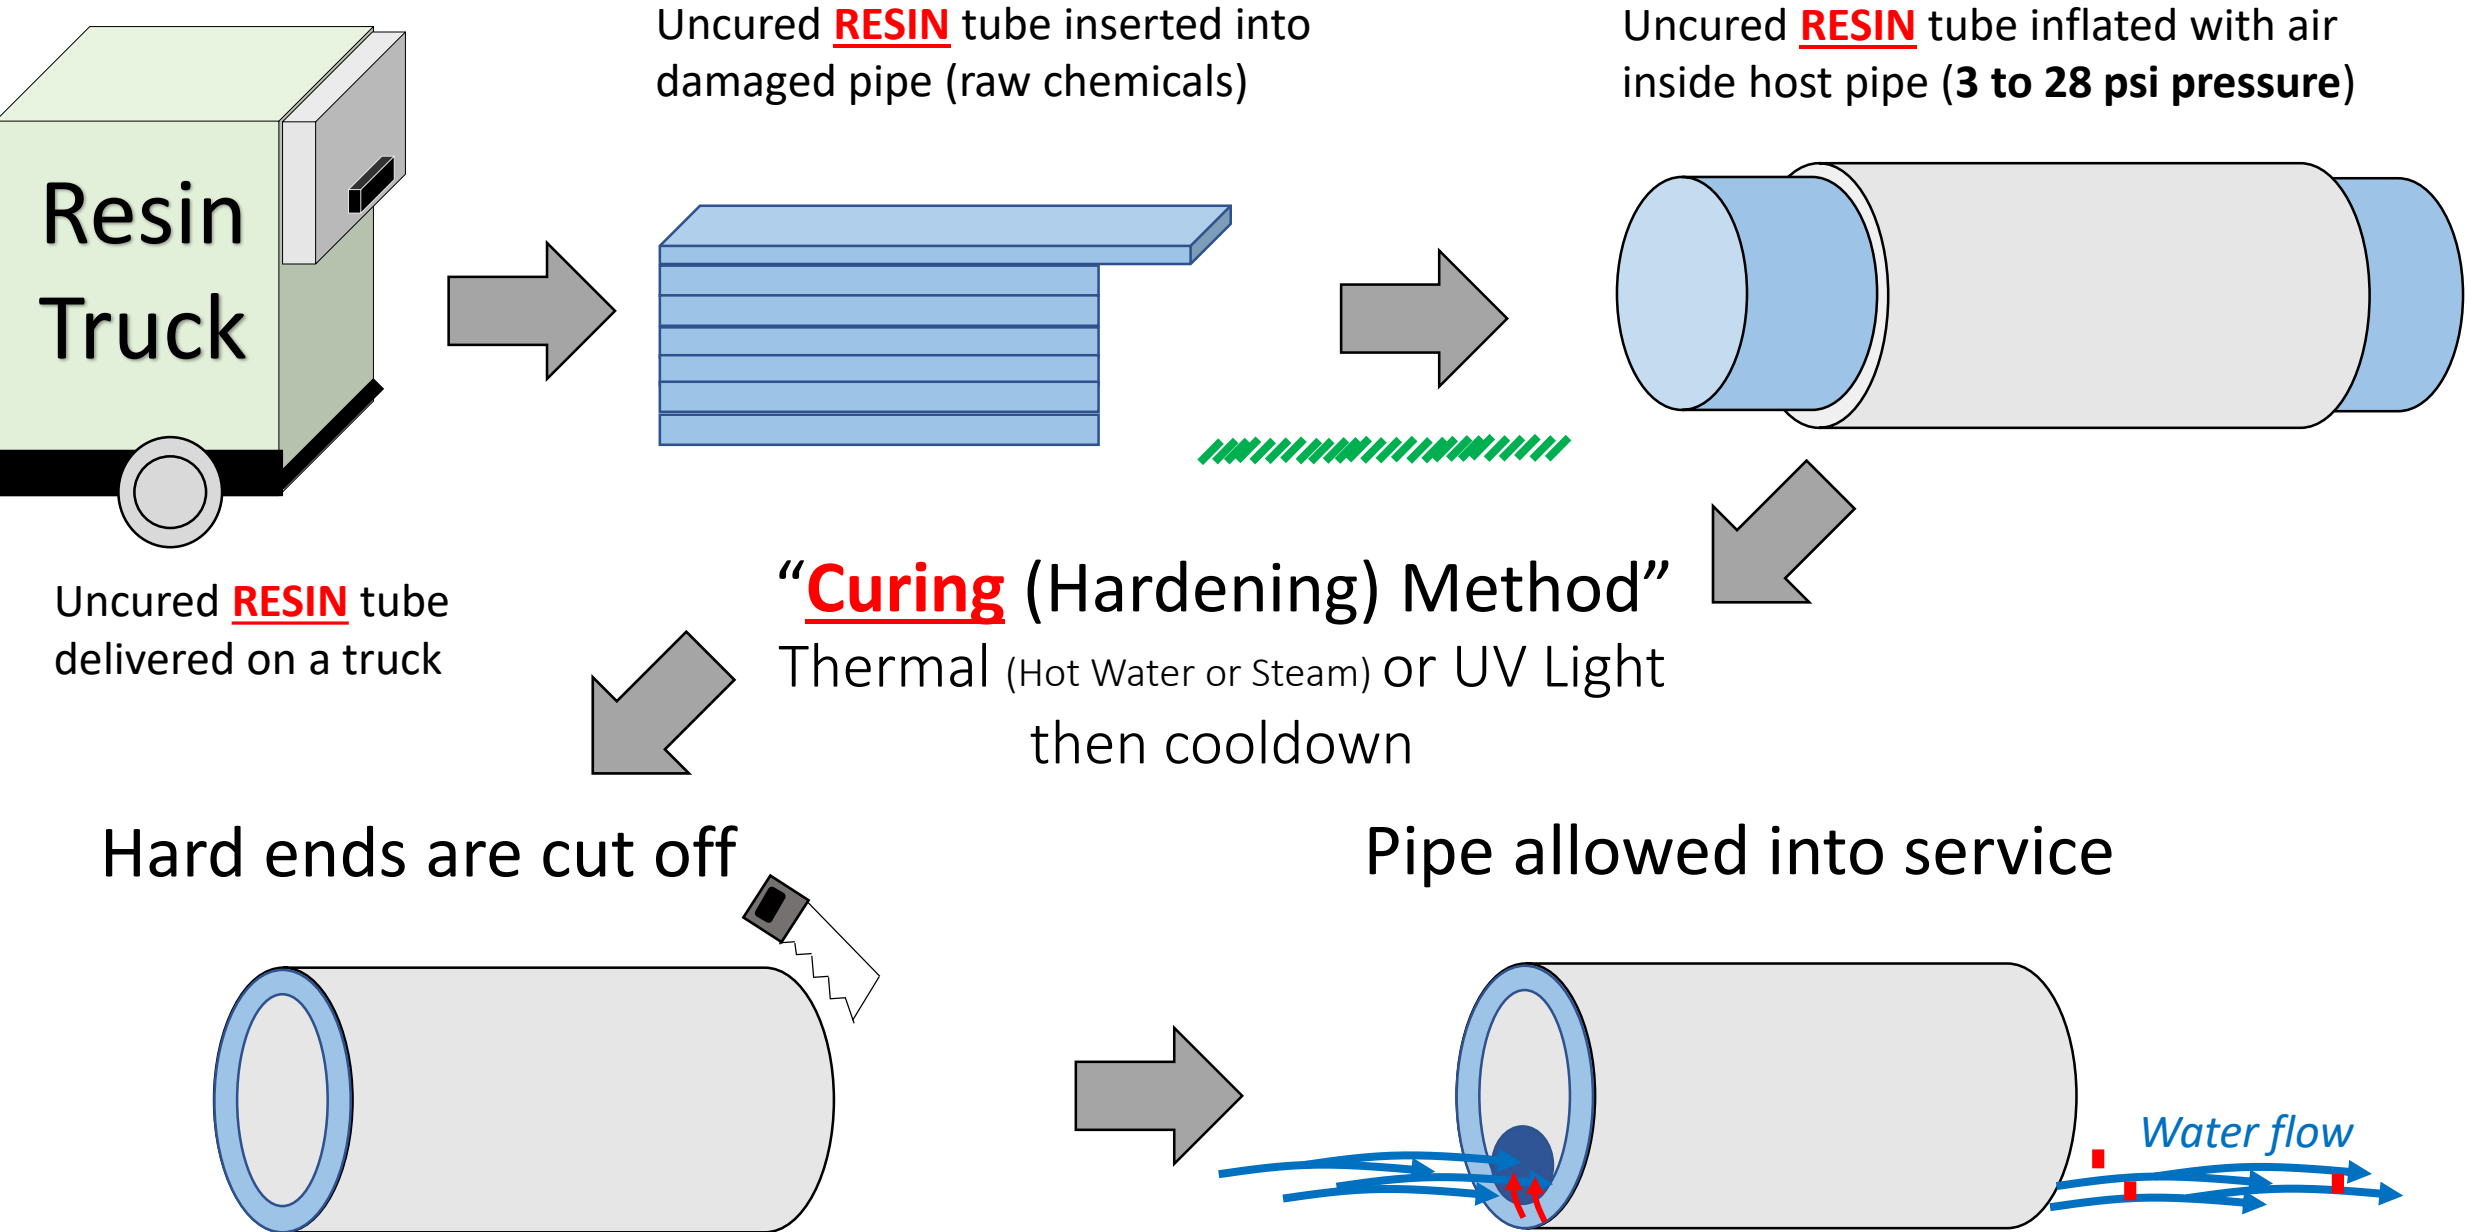 Resin
Truck
Uncured RESIN tube
delivered on a truck
Uncured RESIN tube inserted into
damaged pipe (raw chemicals)
Uncured RESIN tube inflated with air
inside host pipe (3 to 28 psi pressure)
“Curing (Hardening) Method”
Thermal (Hot Water or Steam) or UV Light
then cooldown
Hard ends are cut off
Pipe allowed into service
Water flow